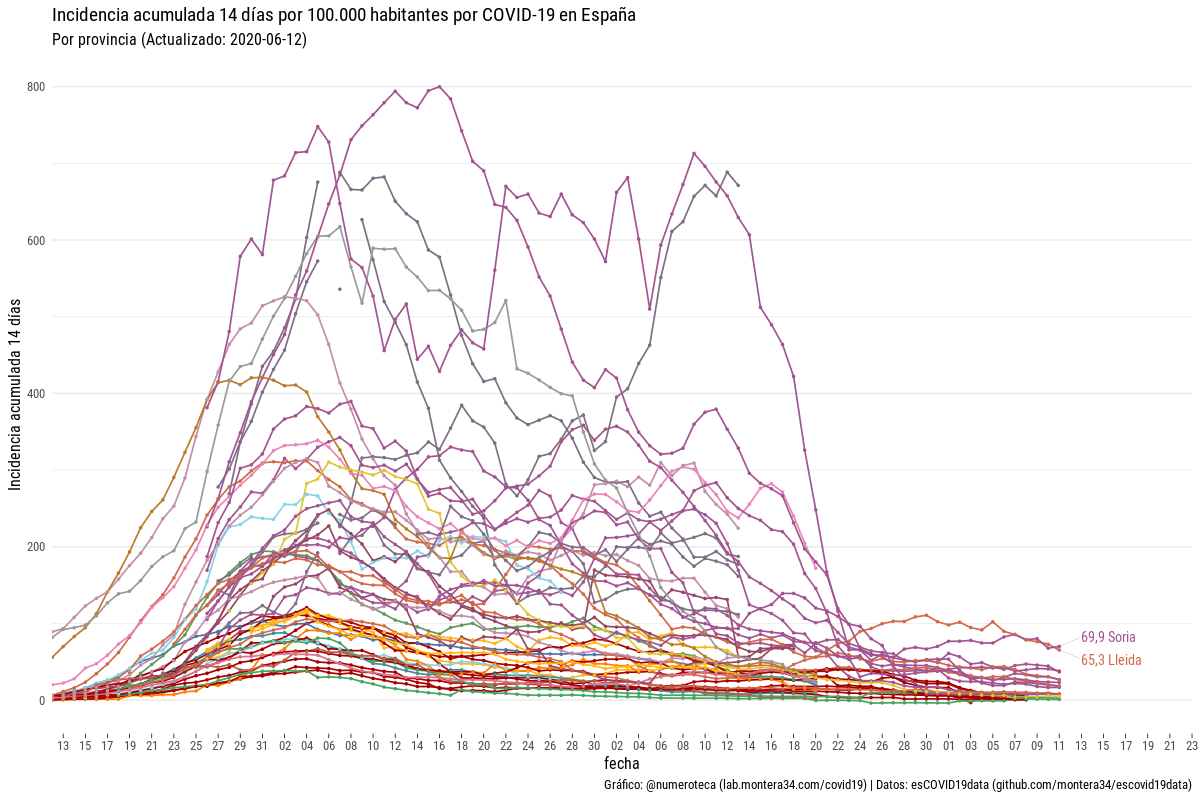 Incidencia acumulada 14 días por 100.000 habitantes por COVID-19 en España
Por provincia (Actualizado: 2020-06-12)
800
600
400
200
0
Incidencia acumulada 14 días
69,9 Soria
65,3 Lleida
13 15 17 19 21 23 25 27 29 31 02 04 06 08 10 12 14 16 18 20 22 24 26 28 30 02 04 06 08 10 12 14 16 18 20 22 24 26 28 30 01 03 05 07 09 11 13 15 17 19 21 23
fecha
Gráfico: @numeroteca (lab.montera34.com/covid19) | Datos: esCOVID19data (github.com/montera34/escovid19data)